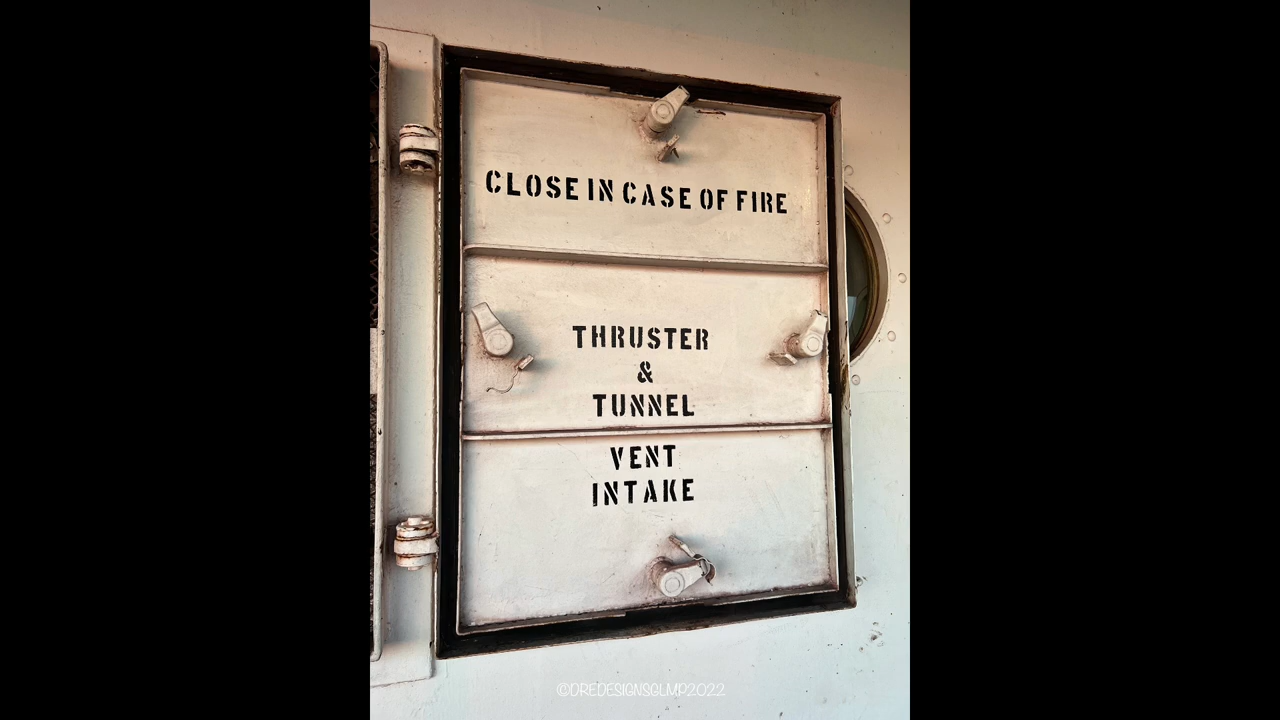 CLOSE IN CASE OF FIRE
THRUSTER
&
TUNNEL
VENT
INTAKE
©DREDESIGNSGLMP2022